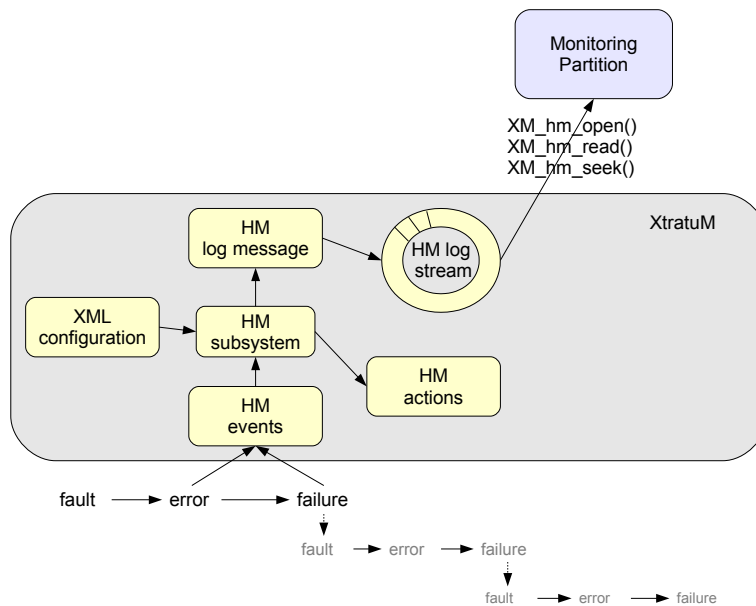 Monitoring
Partition
XM_hm_open()
XM_hm_read()
XM_hm_seek()
XtratuM
HM
log message
HM log
stream
XML
configuration
HM
subsystem
HM
actions
HM
events
fault
error
failure
fault
error
failure
fault
error
failure